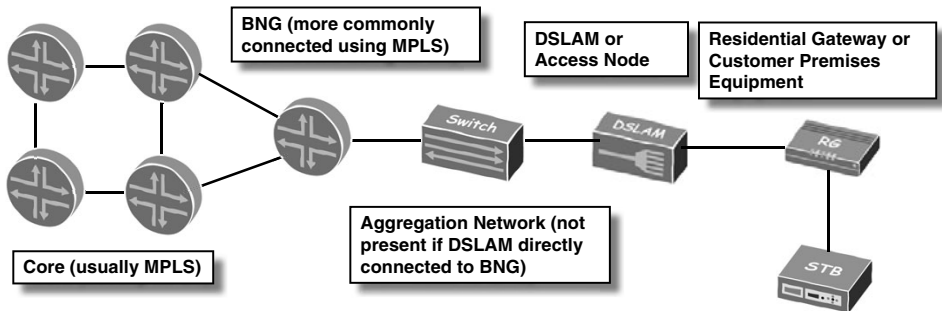 BNG (more commonly
connected using MPLS)
DSLAM or
Access Node
Residential Gateway or
Customer Premises
Equipment
Switch
DSLAM
RG
Aggregation Network (not
present if DSLAM directly
connected to BNG)
Core (usually MPLS)
STB